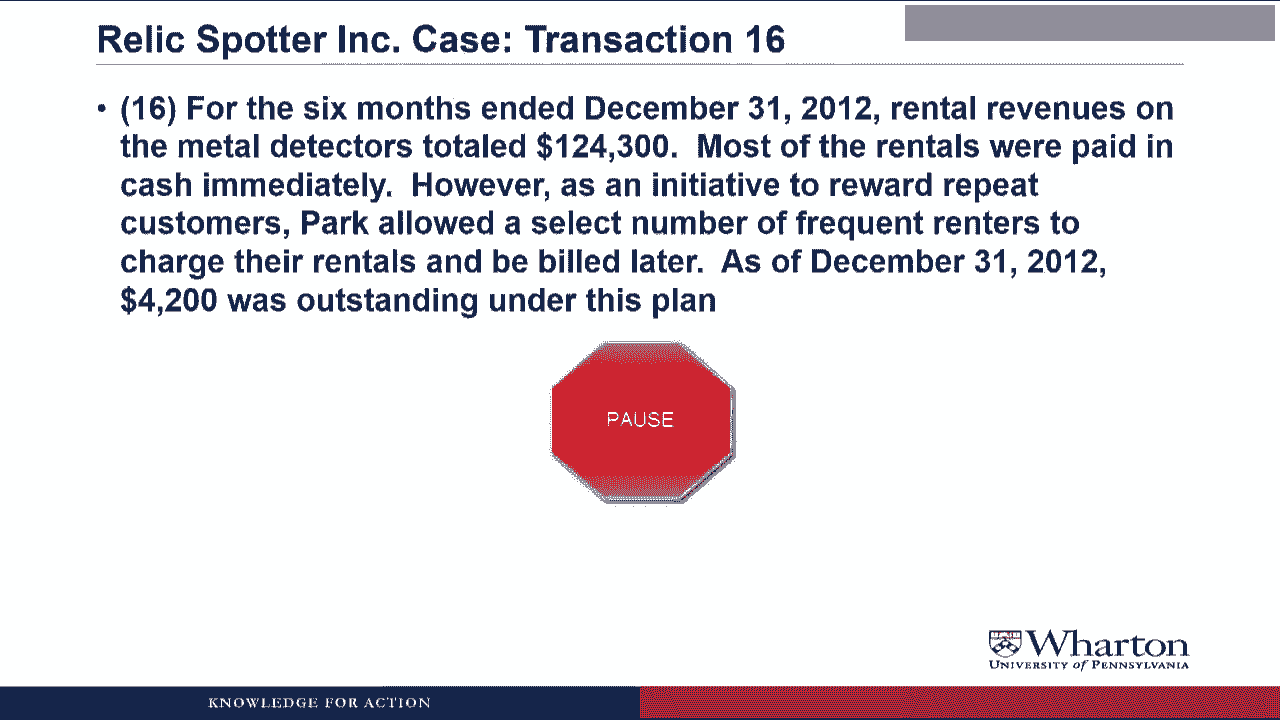 Relic Spotter Inc. Case: Transaction 16
• (16) For the six months ended December 31, 2012, rental revenues on
the metal detectors totaled $124,300.  Most of the rentals were paid in
cash immediately.  However, as an initiative to reward repeat
customers, Park allowed a select number of frequent renters to
charge their rentals and be billed later.  As of December 31, 2012,
$4,200 was outstanding under this plan
PAUSE
Wharton
UNIVERSITY of PENNSYLVANIA
KNOWLEDGE FOR ACTION